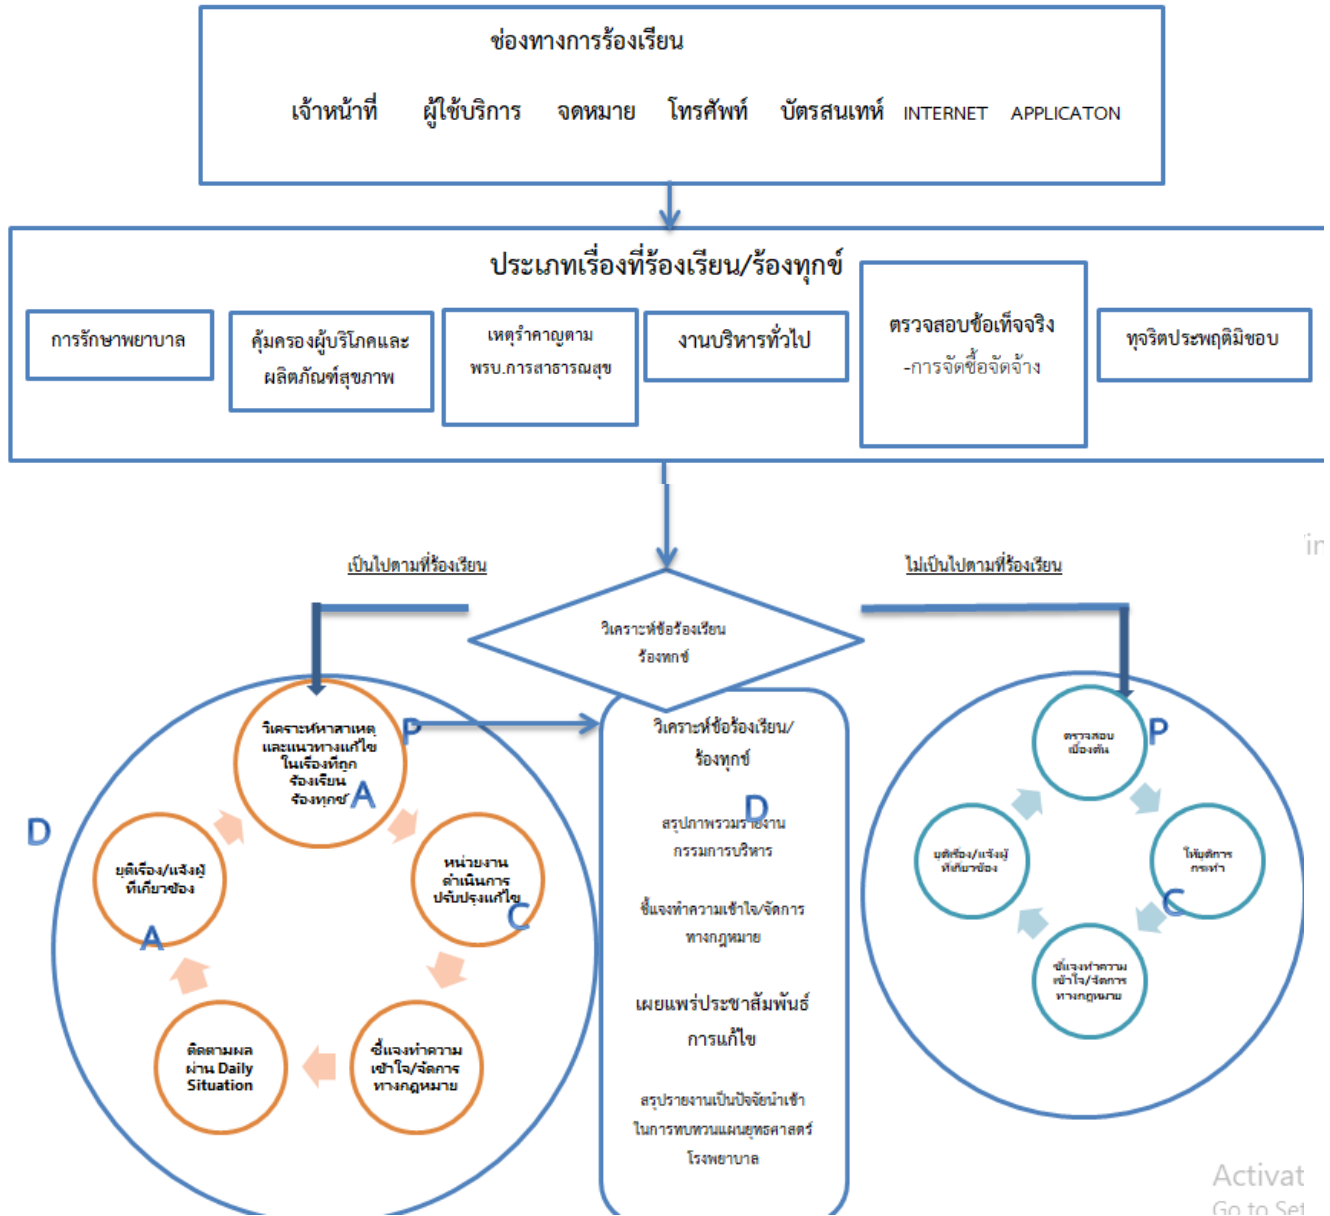 ช่องทางการร้องเรียน
เจ้าหน้าที่ ผู้ใช้บริการ จดหมาย โทรศัพท์ บัตรสนเทห์ INTERNET APPLICATON
ประเภทเรื่องที่ร้องเรียน/ร้องทุกข์
การรักษาพยาบาล
คุ้มครองผู้บริโภคและ
ผลิตภัณฑ์สุขภาพ
เหตุรำคาญตาม
พรบ.การสาธารณสุข
งานบริหารทั่วไป
ตรวจสอบข้อเท็จจริง
-การจัดซื้อจัดจ้าง
ทุจริตประพฤติมิชอบ
เป็นไปตามที่ร้องเรียน
ไม่เป็นไปตามที่ร้องเรียน
วิเคราะห์ข้อร้องเรียน
ร้องทกข์
วิเคราะห์หาสาเหตุ
และแนวทางแก้ไข
ในเรื่องที่ถูก
ร้องเรียน
ร้องทุกข์
P
A
D
หน่วยงาน
ดำเนินการ
ปรับปรุงแก้ไข
C
ชี้แจงทำความ
เข้าใจ/จัดการ
ทางกฎหมาย
ติดตามผล
ผ่าน Daily
Situation
ยุติเรื่อง/แจ้งผู้
ที่เกี่ยวข้อง
A
วิเคราะห์ข้อร้องเรียน/
ร้องทุกข์
D
สรุปภาพรวมรายงาน
กรรมการบริหาร
ชี้แจงทำความเข้าใจ/จัดการ
ทางกฎหมาย
เผยแพร่ประชาสัมพันธ์
การแก้ไข
สรุปรายงานเป็นปัจจัยนำเข้า
ในการทบทวนแผนยุทธศาสตร์
โรงพยาบาล
ตรวจสอบ
เบื้องต้น
P
ให้ยุติการ
กระทำ
C
ชี้แจงทำความ
เข้าใจ/จัดการ
ทางกฎหมาย
ยุติเรื่อง/แจ้งผู้
ที่เกี่ยวข้อง
in
Activat
Go to Set